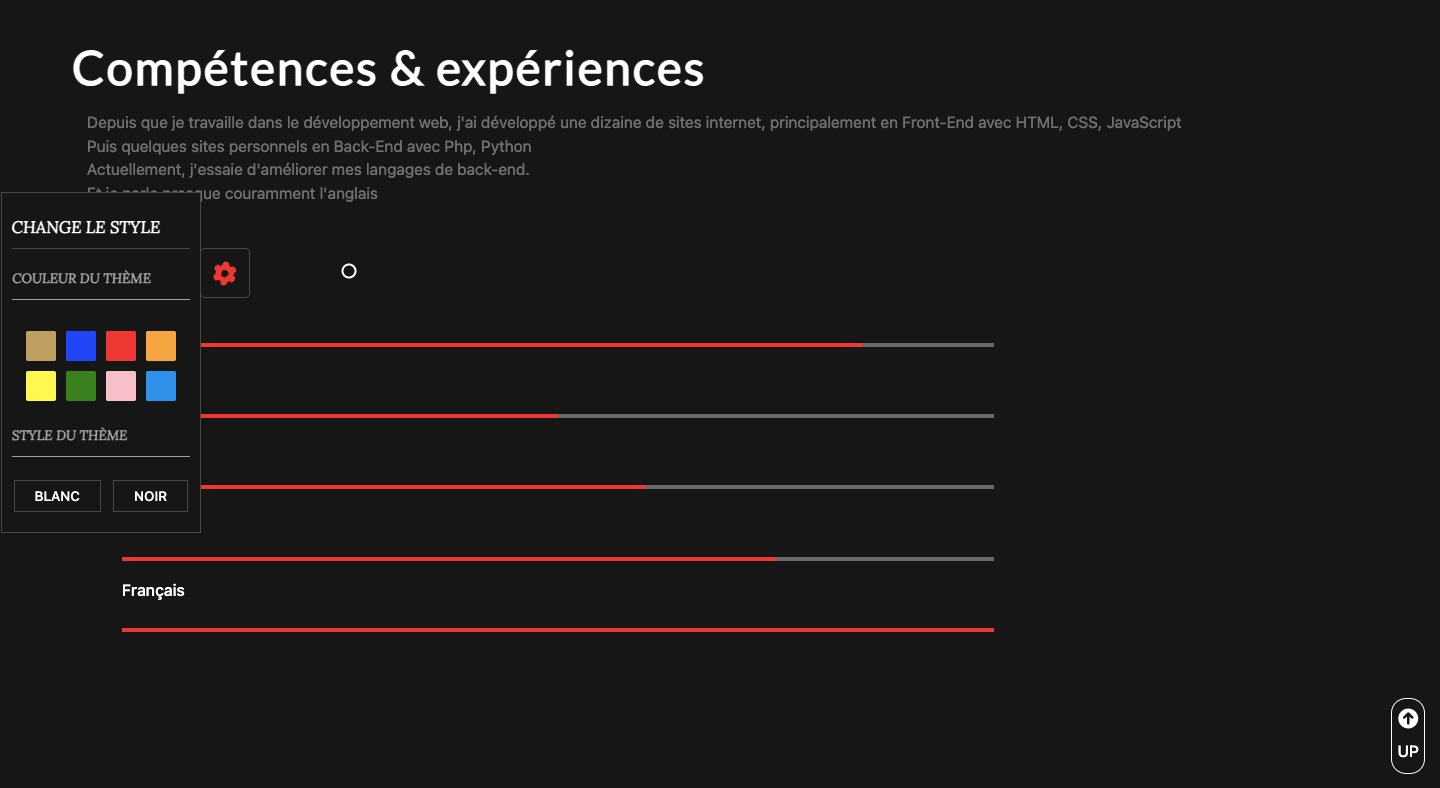 Compétences & expériences
Depuis que je travaille dans le développement web, j'ai développé une dizaine de sites internet, principalement en Front-End avec HTML, CSS, JavaScript
Puis quelques sites personnels en Back-End avec Php, Python
Actuellement, j'essaie d'améliorer mes langages de back-end.
Et je parle presque couramment l'anglais
CHANGE LE STYLE
COULEUR DU THÈME
STYLE DU THÈME
BLANC NOIR
Français
UP